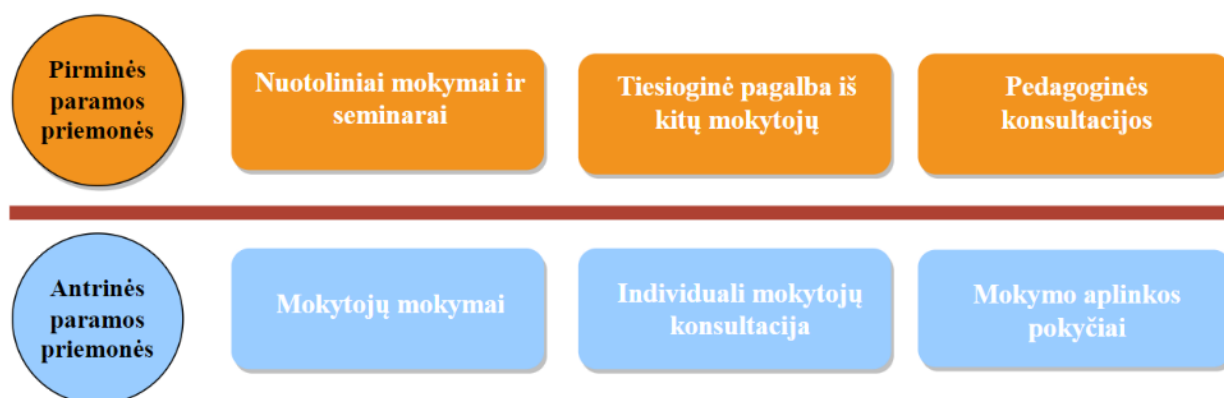 Pirminės
paramos
priemonės
Nuotoliniai mokymai ir
seminarai
Tiesioginė pagalba iš
kitų mokytojų
Pedagoginės
konsultacijos
Antrinės
paramos
priemonės
Mokytojų mokymai
Individuali mokytojų
konsultacija
Mokymo aplinkos
pokyčiai